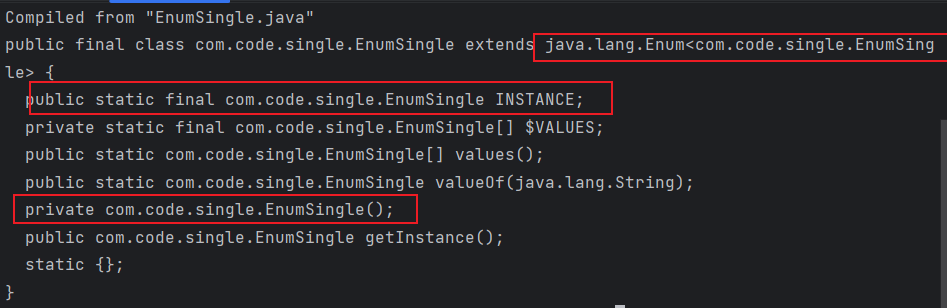 Compiled from "EnumSingle.java"
public final class com.code.single.EnumSingle extends java.lang.Enum<com.code.single.EnumSing
le> {
  public static final com.code.single.EnumSingle INSTANCE;
  private static final com.code.single.EnumSingle[] $VALUES;
  public static com.code.single.EnumSingle[] values();
  public static com.code.single.EnumSingle valueOf(java.lang.String);
  private com.code.single.EnumSingle();
  public com.code.single.EnumSingle getInstance();
  static {};
}